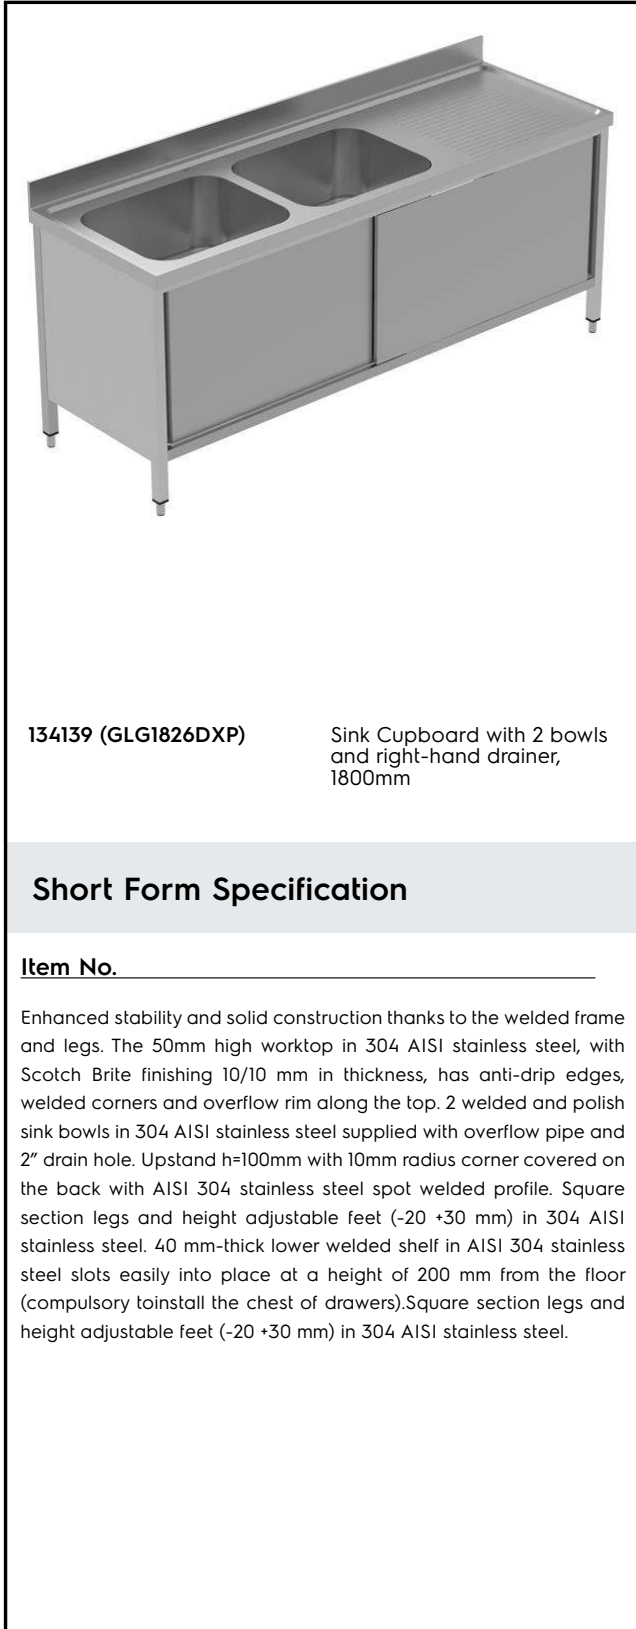 134139 (GLG1826DXP)
Sink Cupboard with 2 bowls
and right-hand drainer,
1800mm
Short Form Specification
Item No.
Enhanced stability and solid construction thanks to the welded frame
and legs. The 50mm high worktop in 304 AISI stainless steel, with
Scotch Brite finishing 10/10 mm in thickness, has anti-drip edges,
welded corners and overflow rim along the top. 2 welded and polish
sink bowls in 304 AISI stainless steel supplied with overflow pipe and
2” drain hole. Upstand h=100mm with 10mm radius corner covered on
the back with AISI 304 stainless steel spot welded profile. Square
section legs and height adjustable feet (-20 +30 mm) in 304 AISI
stainless steel. 40 mm-thick lower welded shelf in AISI 304 stainless
steel slots easily into place at a height of 200 mm from the floor
(compulsory toinstall the chest of drawers).Square section legs and
height adjustable feet (-20 +30 mm) in 304 AISI stainless steel.